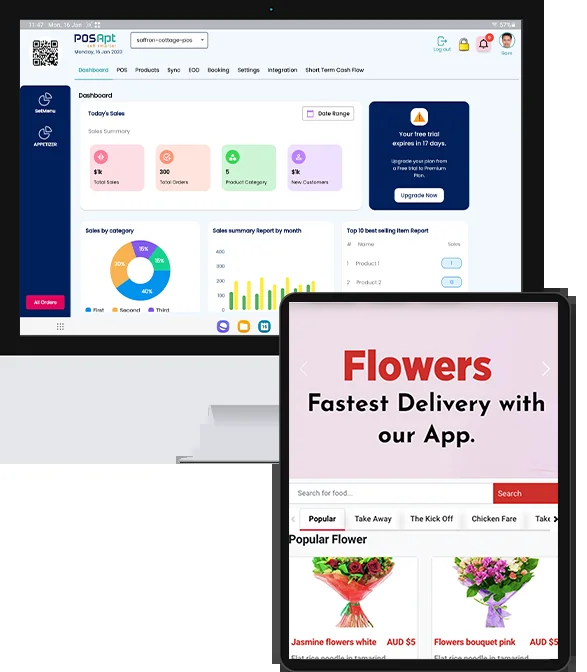 11:47 Mon, 16 Jan
57%
POSApt
sell smarter
Monday, 16 Jan 2023
saffron-cottage-pos
Log out
Dashboard POS Products Sync EDD Booking Settings Integration Short Term Cash Flow
SetMenu
APPETIZER
All Orders
Dashboard
Today's Sales
Date Range
Sales Summary
$1k
Total Sales
300
Total Orders
5
Product Category
$1k
New Customers
Your free trial
expires in 17 days.
Upgrade your plan from
a Free trial to Premium
Plan.
Upgrade Now
Sales by category
15%
15%
30%
40%
First Second Third
Sales summary Report by month
400
300
200
100
0
Top 10 best selling Item Report
# Name Sales
1 Product 1 1
2 Product 2
Flowers
Fastest Delivery with
our App.
Search for food...
Search
Popular Take Away The Kick Off Chicken Fare Take
Popular Flower
Jasmine flowers white AUD $5
Flat rice noodle in tamarind
Flowers bouquet pink AUD $5
Flat rice noodle in tamarind